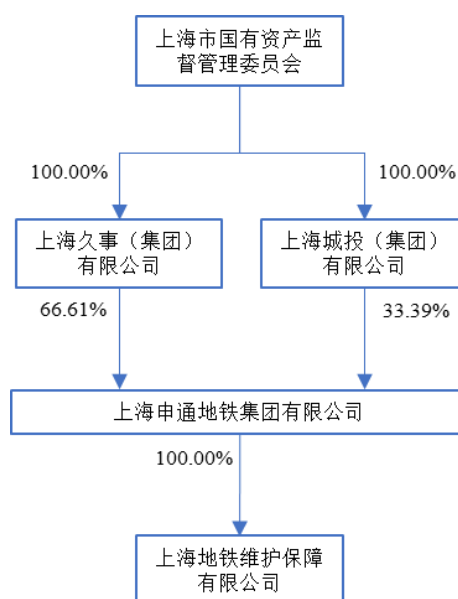 上海市国有资产监
督管理委员会
100.00%
100.00%
上海久事（集团）
有限公司
上海城投（集团）
有限公司
66.61%
33.39%
上海申通地铁集团有限公司
100.00%
上海地铁维护保障
有限公司